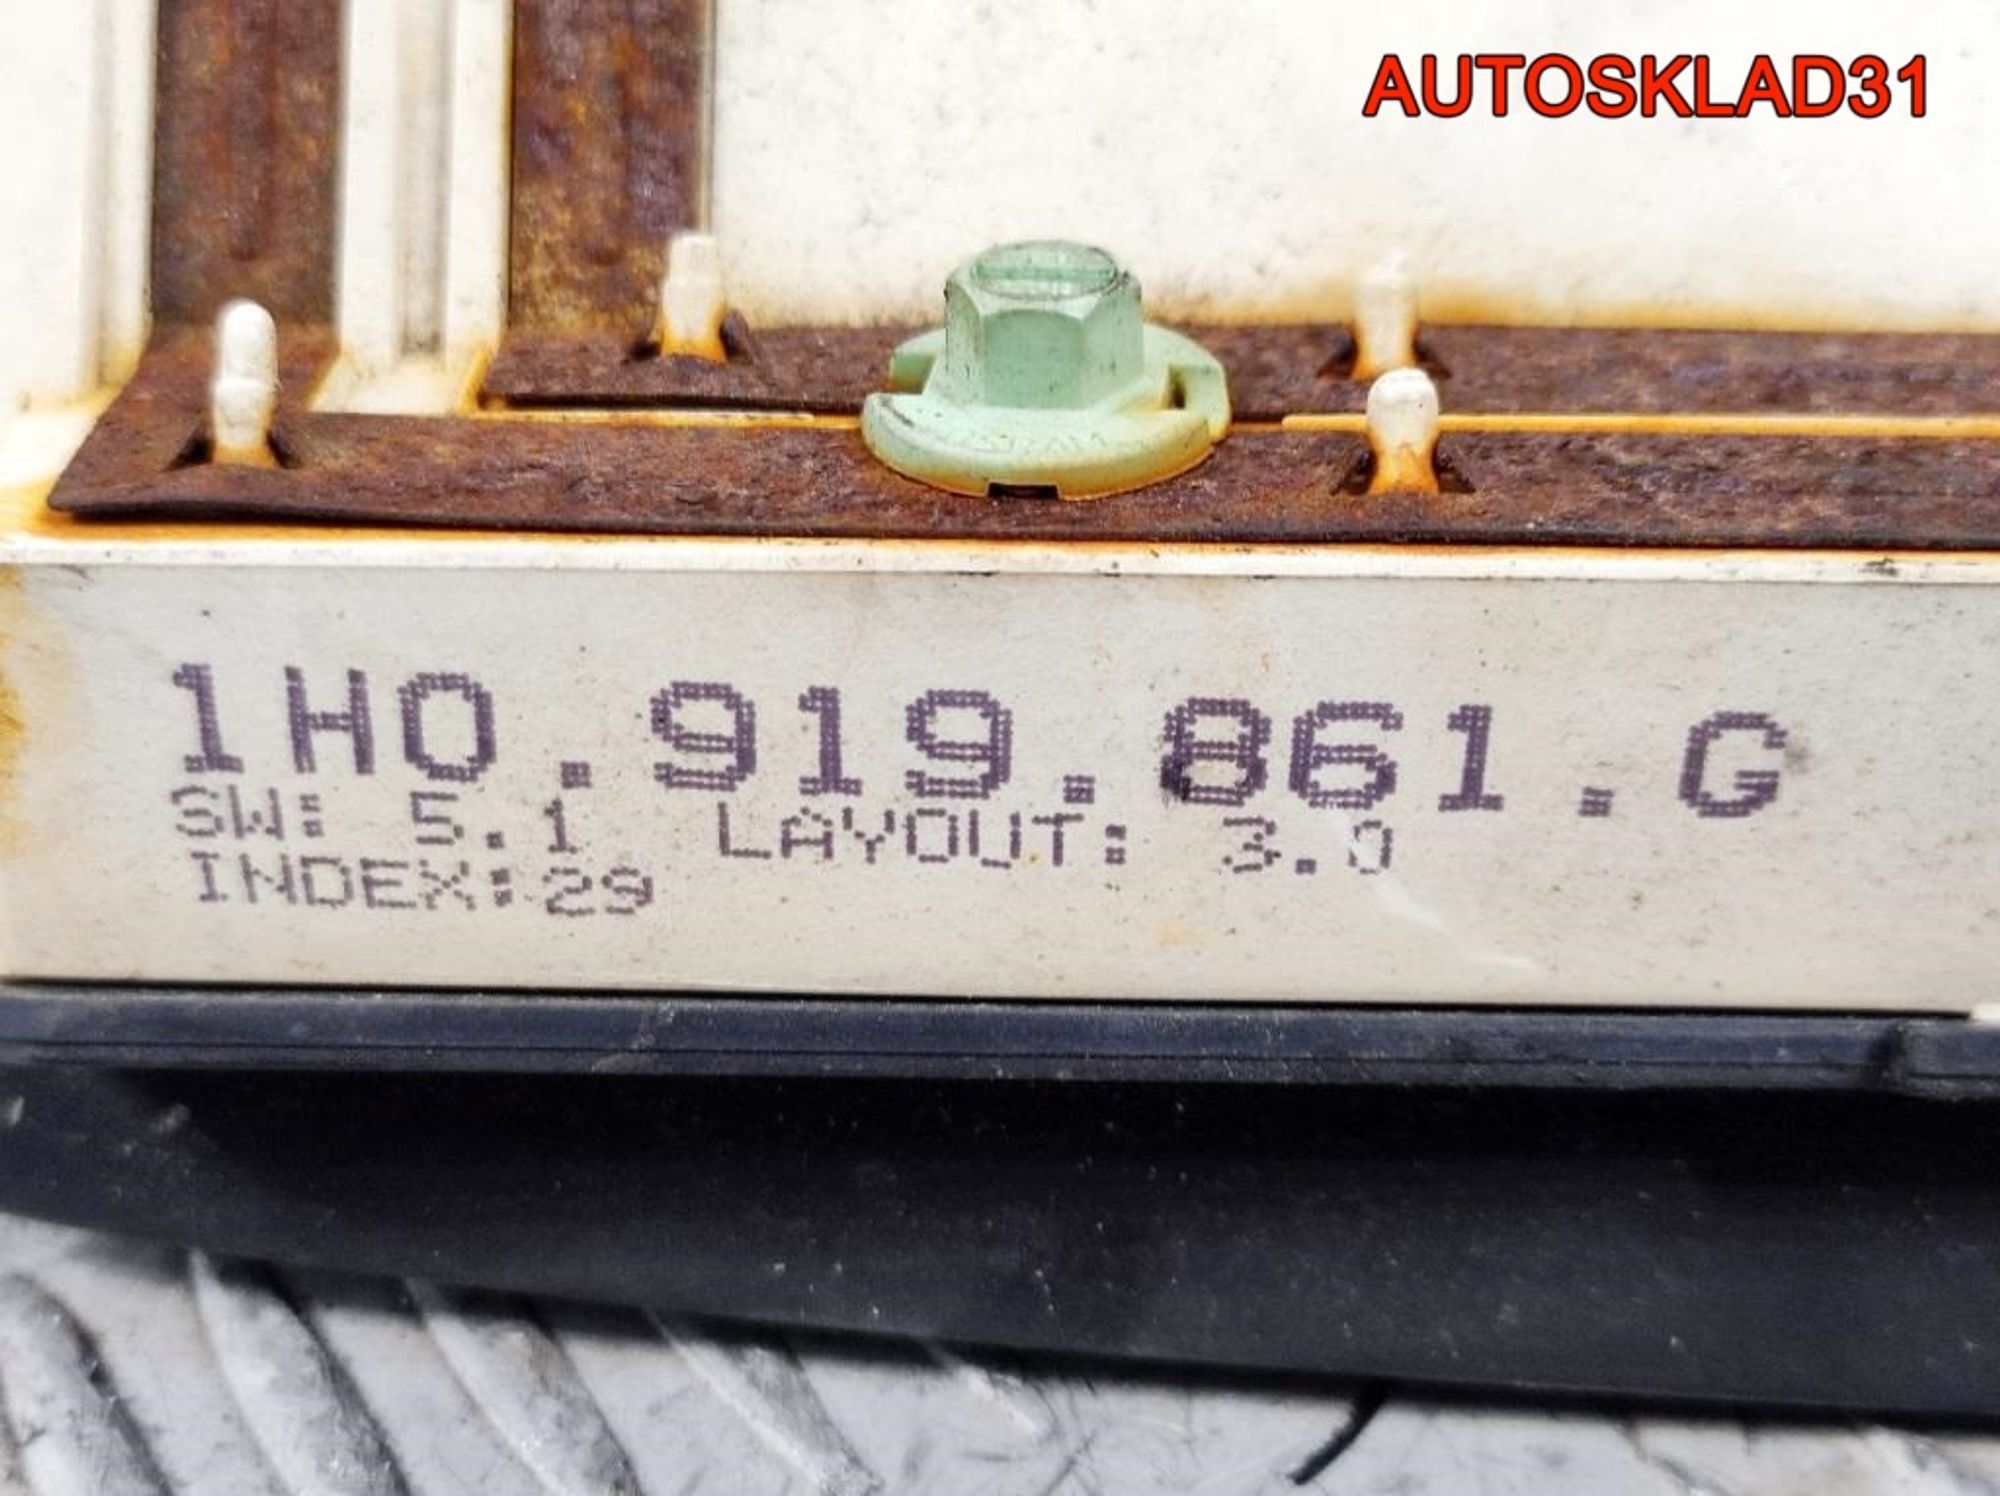 AUTOSKLAD31
1H0.919.861.G
SW: 5.1 LAYOUT: 3.0
INDEX:29